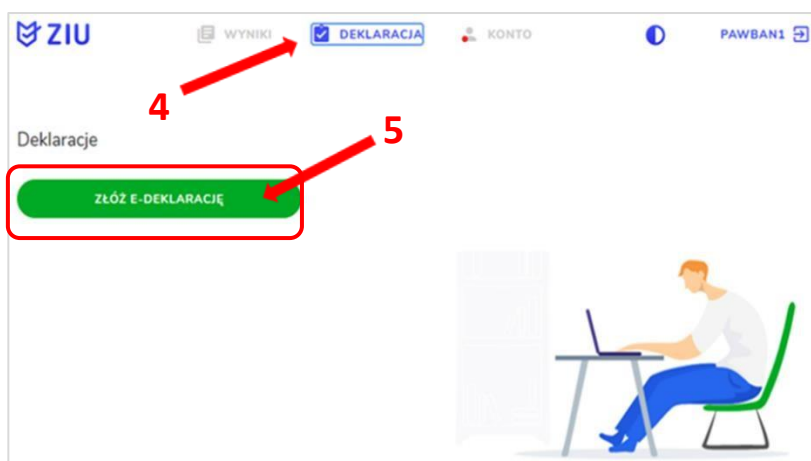 ZIU WYNIKI DEKLARACJA KONTO PAWBAN1
4
5
Deklaracje
ZŁÓŻ E-DEKLARACJĘ